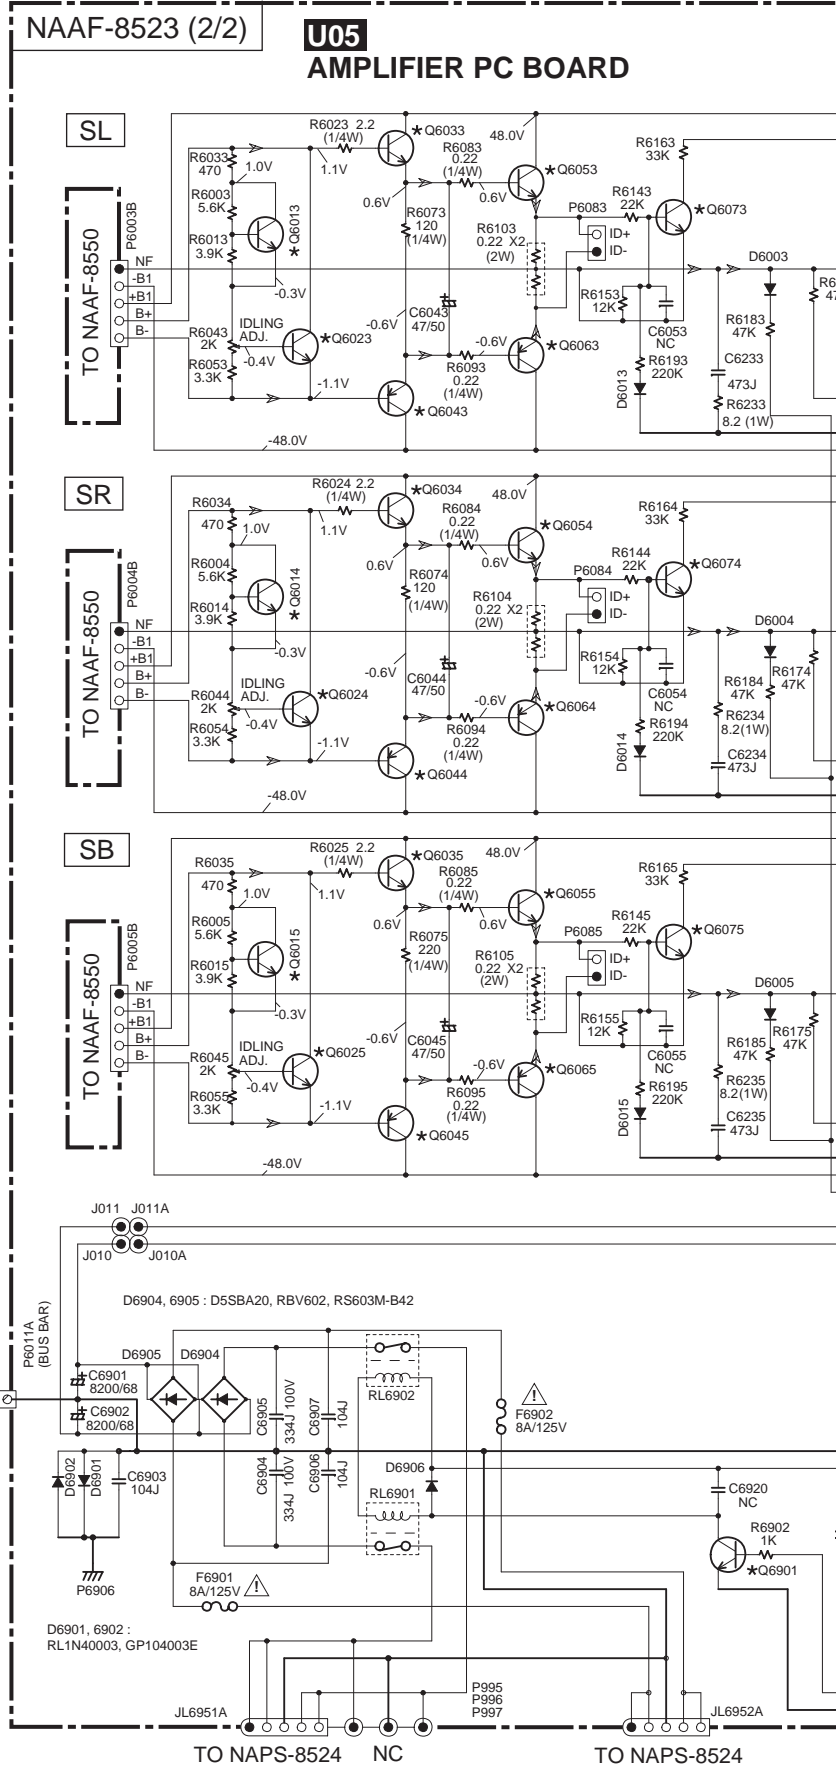 NAAF-8523 (2/2)
U05
AMPLIFIER PC BOARD
SL
R6023 2.2
(1/4W)
★Q6033
48.0V
R6163
33K
R6033
470
1.0V
1.1V
R6083
0.22
(1/4W)
★Q6053
R6003
5.6K
0.6V
0.6V
R6143
22K
P6083
★Q6073
P6003B
R6013
3.9K
★Q6013
R6073
120
(1/4W)
R6103
0.22 X2
(2W)
ID+
ID-
TO NAAF-8550
NF
-B1
+B1
B+
B-
-0.3V
D6003
R6153
12K
R6183
47K
R6043
2K
IDLING
ADJ.
★Q6023
-0.6V
C6043
47/50
-0.6V
★Q6063
C6053
NC
R6193
220K
C6233
473J
R6053
3.3K
-0.4V
R6093
0.22
(1/4W)
D6013
R6233
8.2 (1W)
-1.1V
★Q6043
-48.0V
SR
R6024 2.2
(1/4W)
★Q6034
48.0V
R6164
33K
R6034
470
1.0V
1.1V
R6084
0.22
(1/4W)
★Q6054
R6004
5.6K
0.6V
0.6V
R6144
22K
P6084
★Q6074
P6004B
R6014
3.9K
★Q6014
R6074
120
(1/4W)
R6104
0.22 X2
(2W)
ID+
ID-
TO NAAF-8550
NF
-B1
+B1
B+
B-
-0.3V
D6004
R6154
12K
R6184
47K
R6174
47K
R6044
2K
IDLING
ADJ.
★Q6024
-0.6V
C6044
47/50
-0.6V
★Q6064
C6054
NC
R6194
220K
R6234
8.2(1W)
R6054
3.3K
-0.4V
R6094
0.22
(1/4W)
D6014
C6234
473J
-1.1V
★Q6044
-48.0V
SB
R6025 2.2
(1/4W)
★Q6035
48.0V
R6165
33K
R6035
470
1.0V
1.1V
R6085
0.22
(1/4W)
★Q6055
R6005
5.6K
0.6V
0.6V
R6145
22K
P6085
★Q6075
P6005B
R6015
3.9K
★Q6015
R6075
220
(1/4W)
R6105
0.22 X2
(2W)
ID+
ID-
TO NAAF-8550
NF
-B1
+B1
B+
B-
-0.3V
D6005
R6155
12K
R6185
47K
R6175
47K
R6045
2K
IDLING
ADJ.
★Q6025
-0.6V
C6045
47/50
-0.6V
★Q6065
C6055
NC
R6195
220K
R6235
8.2(1W)
R6055
3.3K
-0.4V
R6095
0.22
(1/4W)
D6015
C6235
473J
-1.1V
★Q6045
-48.0V
J011 J011A
J010 J010A
D6904, 6905 : D5SBA20, RBV602, RS603M-B42
P6011A
(BUS BAR)
D6905 D6904
C6901
8200/68
C6902
8200/68
C6905
334J 100V
C6907
104J
RL6902
F6902
8A/125V
D6902
D6901
C6903
104J
C6904
334J 100V
C6906
104J
D6906
RL6901
C6920
NC
R6902
1K
★Q6901
P6906
F6901
8A/125V
D6901, 6902 :
RL1N40003, GP104003E
P995
P996
P997
JL6951A
JL6952A
TO NAPS-8524
NC
TO NAPS-8524